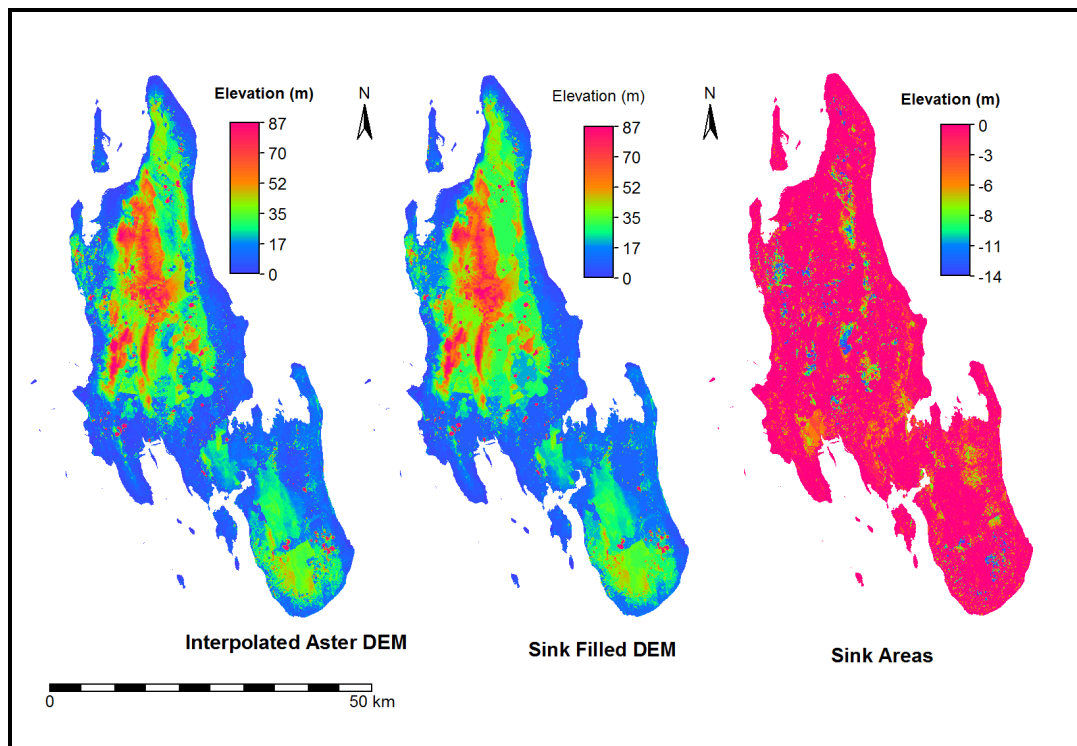 Elevation (m)
87
70
52
35
17
0
N
Elevation (m)
87
70
52
35
17
0
N
Elevation (m)
0
-3
-6
-8
-11
-14
Interpolated Aster DEM
Sink Filled DEM
Sink Areas
0
50 km